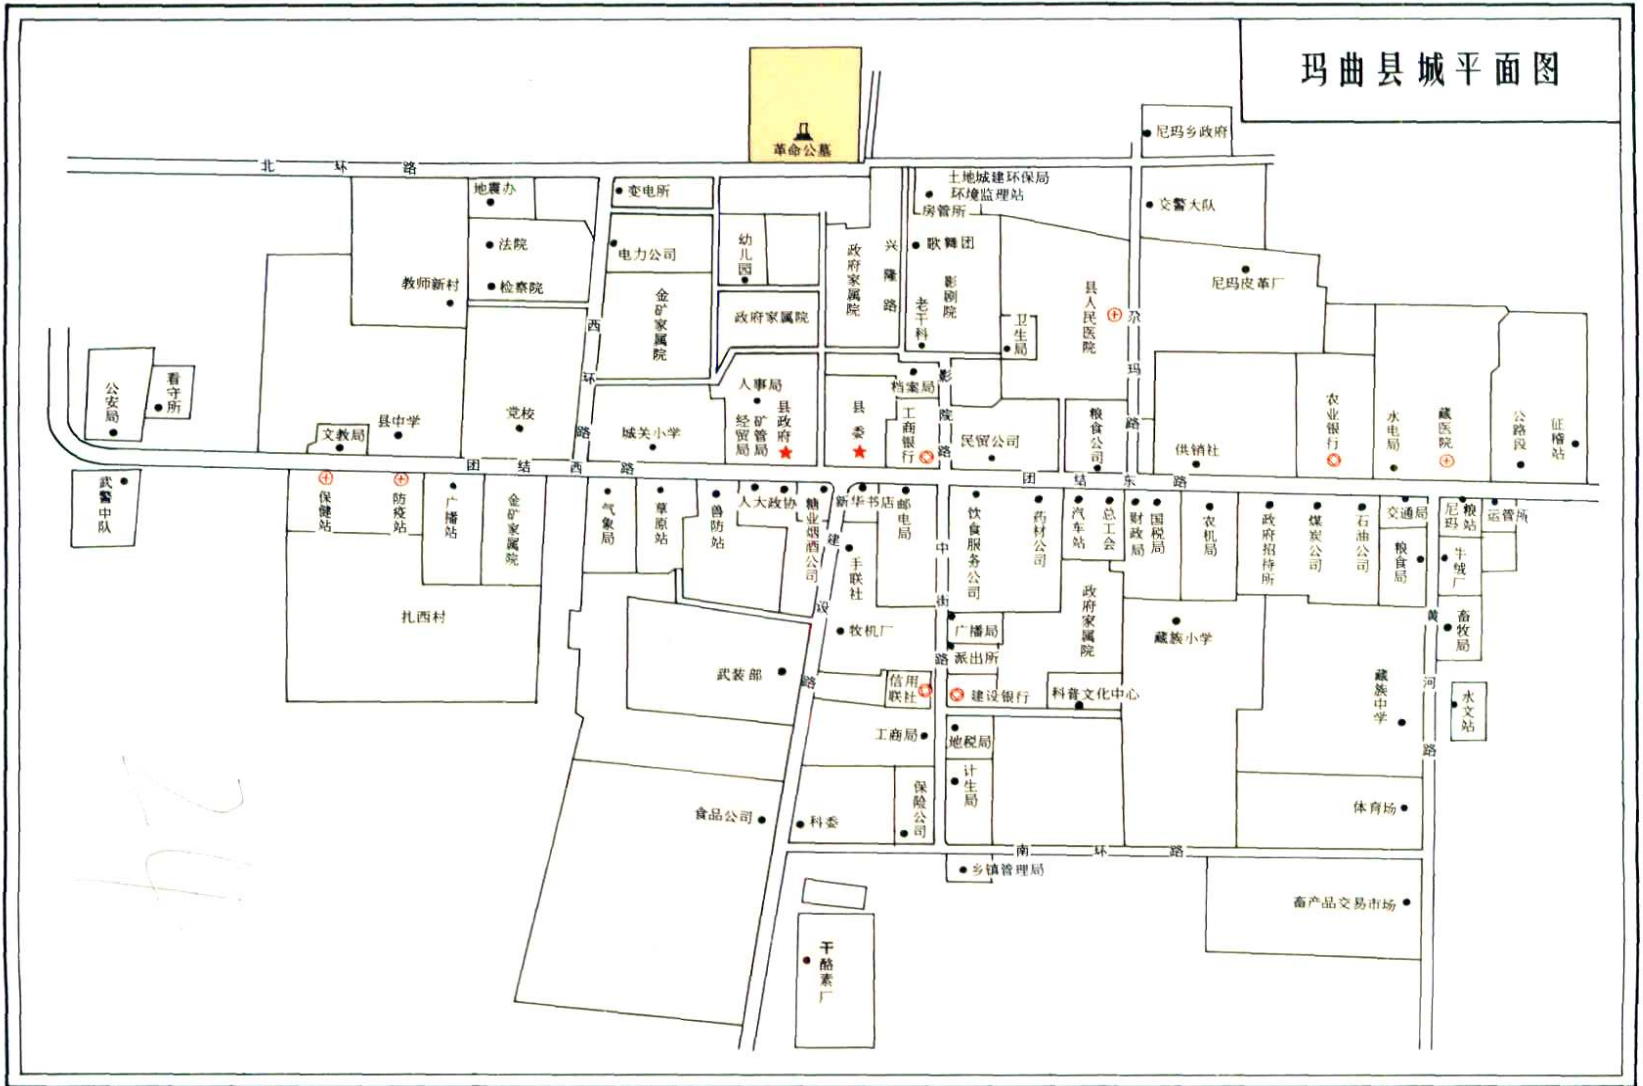 玛曲县城平面图
革命公墓
尼玛乡政府
北环路
地震办
变电所
土地城建环保局
环境监理站
房管所
交警大队
法院
电力公司
幼儿园
政府家属院
兴隆路
歌舞团
教师新村
检察院
金矿家属院
政府家属院
影剧院
老干科
卫生局
县人民医院
尕玛路
尼玛皮革厂
西环路
公安局
看守所
文教局
县中学
党校
城关小学
人事局
经贸局
矿管局
县政府
县委
档案局
工商银行
影院路
民贸公司
粮食公司
供销社
农业银行
水电局
藏医院
公路段
征稽站
团结西路
团结东路
武警中队
保健站
防疫站
广播站
金矿家属院
气象局
草原站
兽防站
人大政协
糖业烟酒公司
新华书店
邮电局
饮食服务公司
药材公司
汽车站
总工会
财政局
国税局
农机局
政府招待所
煤炭公司
石油公司
交通局
尼玛粮站
运管所
粮食局
牛绒厂
建设路
手联社
中街路
扎西村
牧机厂
广播局
派出所
政府家属院
藏族小学
黄河路
畜牧局
武装部
信用联社
建设银行
科普文化中心
藏族中学
水文站
工商局
地税局
计生局
食品公司
科委
保险公司
体育场
南环路
乡镇管理局
畜产品交易市场
干酪素厂